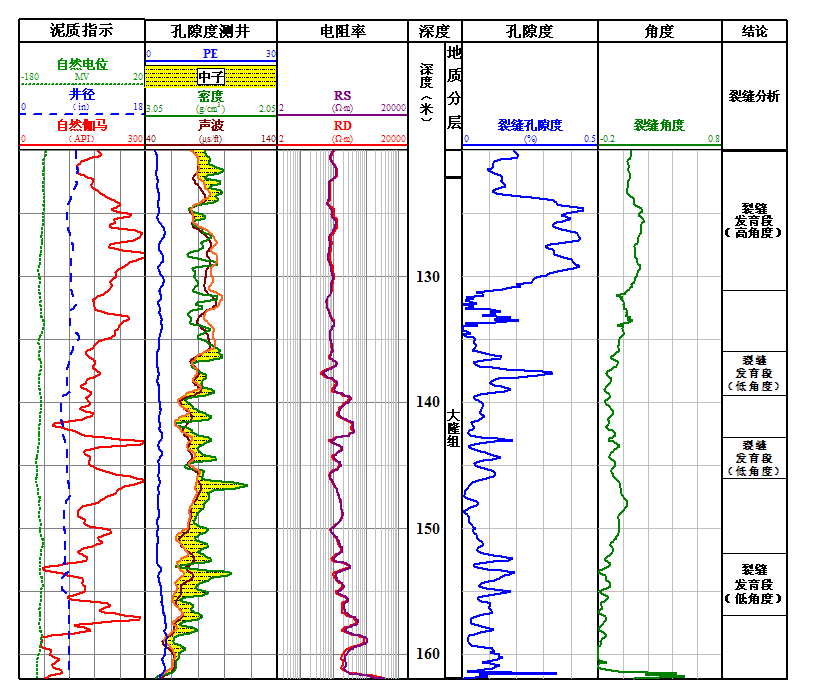 泥质指示 孔隙度测井 电阻率 深度 孔隙度 角度 结论
自然电位
-180 MV 20
井径
0 (in) 18
自然伽马
0 (API) 300
0 PE 30
中子
密度
3.05 (g/cm³) 2.05
声波
40 (μs/ft) 140
RS
2 (Ω·m) 20000
RD
2 (Ω·m) 20000
深度(米)
地质分层
裂缝孔隙度
0 (%) 0.5
裂缝角度
-0.2 0.8
裂缝分析
130
140
150
160
大隆组
裂缝
发育段
(高角度)
裂缝
发育段
(低角度)
裂缝
发育段
(低角度)
裂缝
发育段
(低角度)